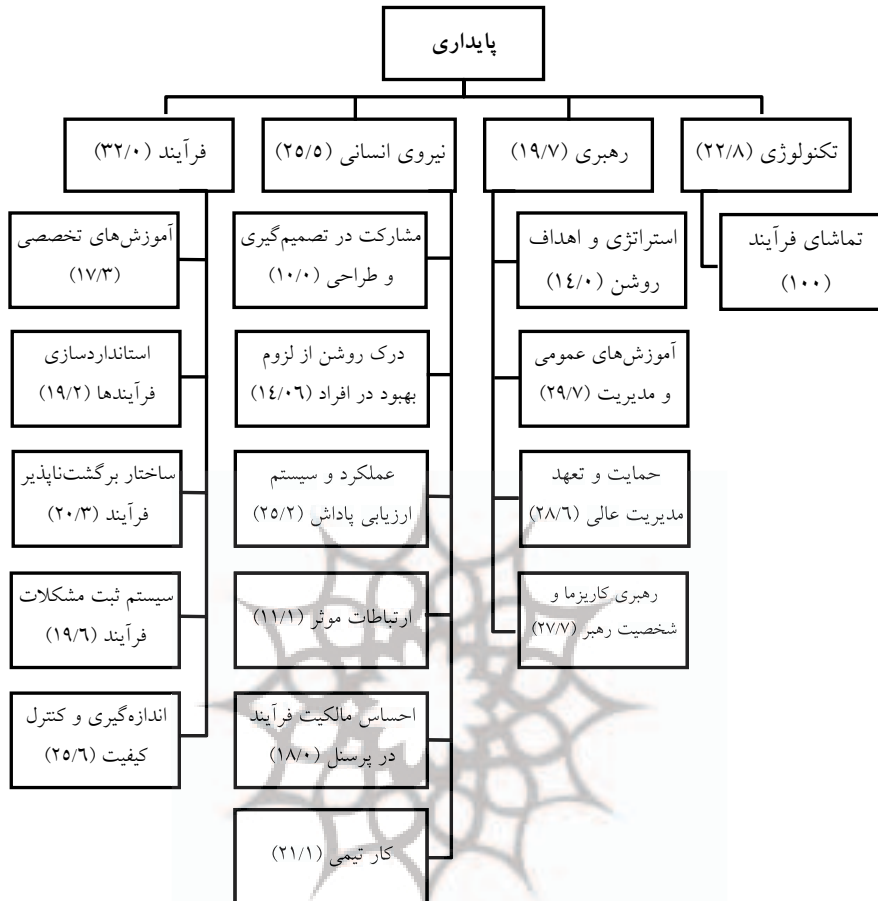 پایداری
تکنولوژی (۲۲/۸)
رهبری (۱۹/۷)
نیروی انسانی (۲۵/۵)
فرآیند (۳۲/۰)
تماشای فرآیند
(۱۰۰)
استراتژی و اهداف
روشن (۱٤/۰)
آموزش‌های عمومی
و مدیریت (۲۹/۷)
حمایت و تعهد
مدیریت عالی (۲۸/٦)
رهبری کاریزما و
شخصیت رهبر (۲۷/۷)
مشارکت در تصمیم‌گیری
و طراحی (۱۰/۰)
درک روشن از لزوم
بهبود در افراد (۱٤/۰٦)
عملکرد و سیستم
ارزیابی پاداش (۲۵/۲)
ارتباطات موثر (۱۱/۱)
احساس مالکیت فرآیند
در پرسنل (۱۸/۰)
کار تیمی (۲۱/۱)
آموزش‌های تخصصی
(۱۷/۳)
استانداردسازی
فرآیندها (۱۹/۲)
ساختار برگشت‌ناپذیر
فرآیند (۲۰/۳)
سیستم ثبت مشکلات
فرآیند (۱۹/٦)
اندازه‌گیری و کنترل
کیفیت (۲۵/٦)